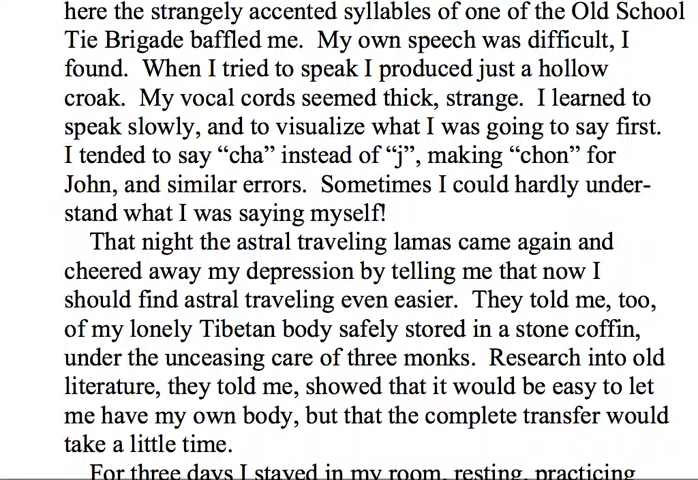 here the strangely accented syllables of one of the Old School
Tie Brigade baffled me.  My own speech was difficult, I
found.  When I tried to speak I produced just a hollow
croak.  My vocal cords seemed thick, strange.  I learned to
speak slowly, and to visualize what I was going to say first.
I tended to say “cha” instead of “j”, making “chon” for
John, and similar errors.  Sometimes I could hardly under-
stand what I was saying myself!
That night the astral traveling lamas came again and
cheered away my depression by telling me that now I
should find astral traveling even easier.  They told me, too,
of my lonely Tibetan body safely stored in a stone coffin,
under the unceasing care of three monks.  Research into old
literature, they told me, showed that it would be easy to let
me have my own body, but that the complete transfer would
take a little time.
For three days I stayed in my room, resting, practicing